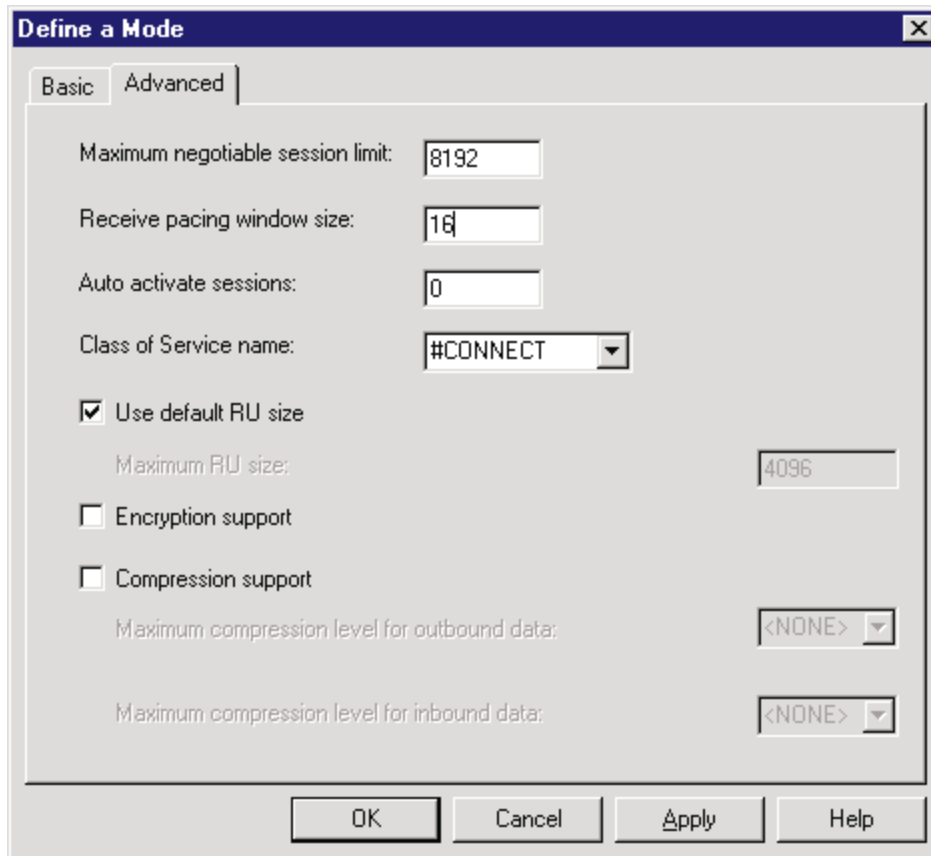 Define a Mode
Basic Advanced
Maximum negotiable session limit: 8192
Receive pacing window size: 16
Auto activate sessions: 0
Class of Service name: #CONNECT
Use default RU size
Maximum RU size: 4096
Encryption support
Compression support
Maximum compression level for outbound data: <NONE>
Maximum compression level for inbound data: <NONE>
OK Cancel Apply Help